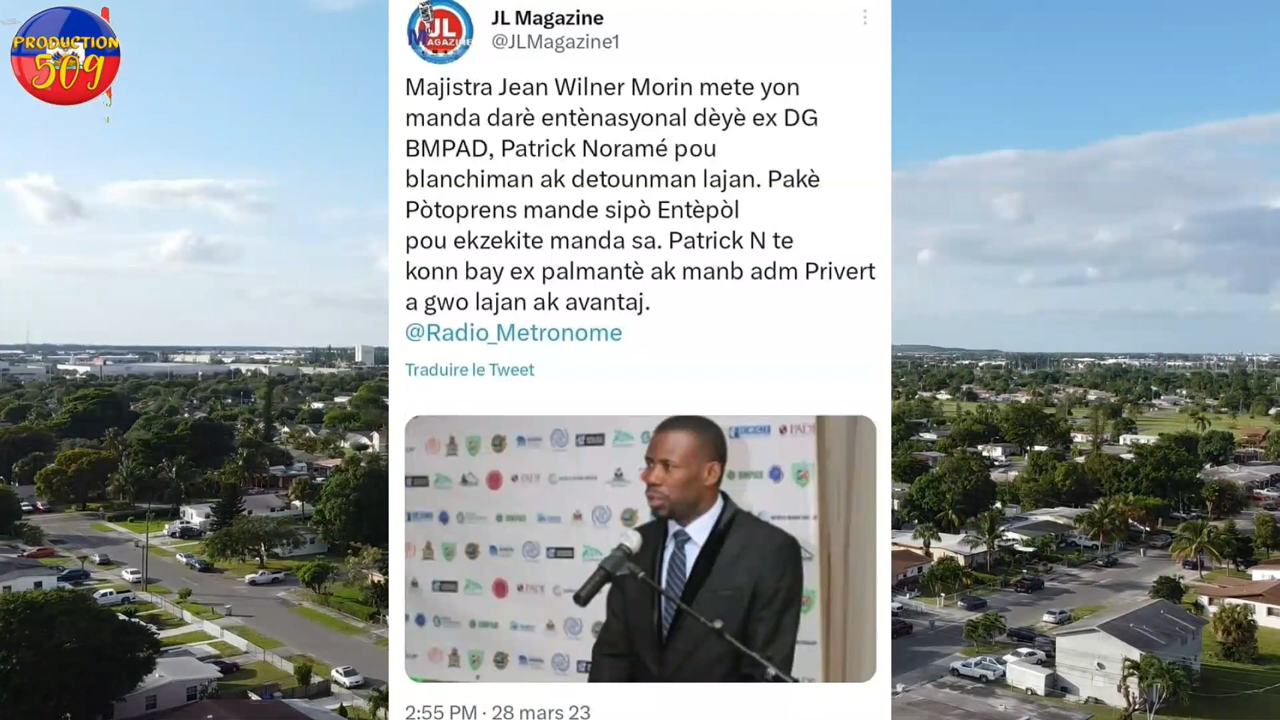 PRODUCTION
509
JL
MAGAZINE
JL Magazine
@JLMagazine1
Majistra Jean Wilner Morin mete yon
manda darè entènasyonal dèyè ex DG
BMPAD, Patrick Noramé pou
blanchiman ak detounman lajan. Pakè
Pòtoprens mande sipò Entèpòl
pou ekzekite manda sa. Patrick N te
konn bay ex palmantè ak manb adm Privert
a gwo lajan ak avantaj.
@Radio_Metronome
Traduire le Tweet
2:55 PM · 28 mars 23